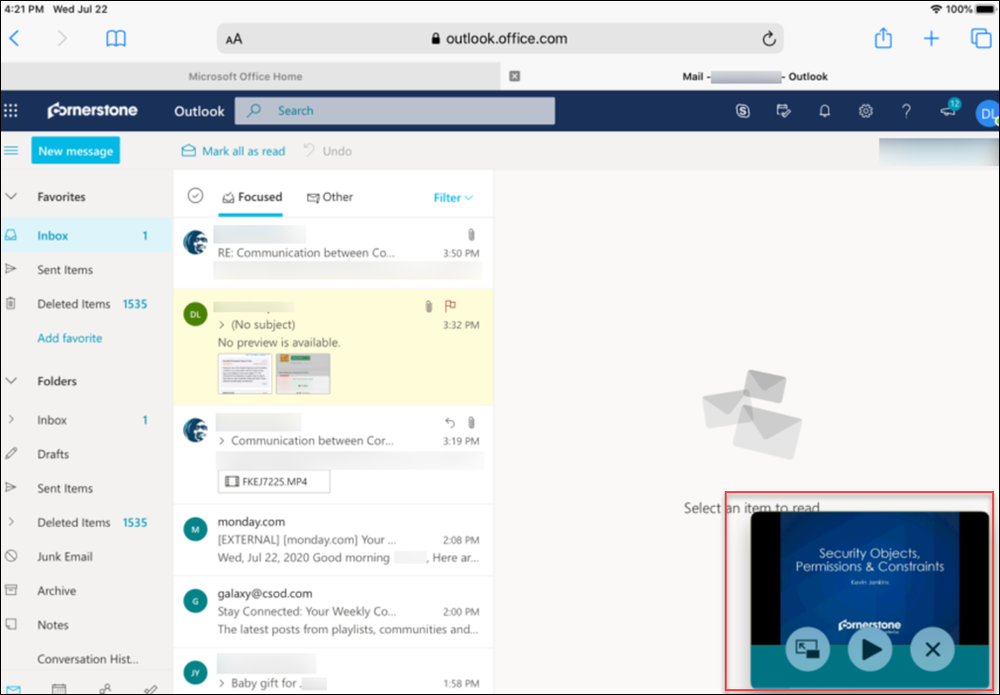 4:21 PM Wed Jul 22
100%
AA
outlook.office.com
Microsoft Office Home
Mail - - Outlook
Cornerstone
Outlook
Search
12
DL
New message
Mark all as read
Undo
Favorites
Inbox 1
Sent Items
Deleted Items 1535
Add favorite
Folders
Inbox 1
Drafts
Sent Items
Deleted Items 1535
Junk Email
Archive
Notes
Conversation Hist...
Focused
Other
Filter
RE: Communication between Co...
3:50 PM
DL
(No subject)
3:32 PM
No preview is available.
Communication between Cor...
3:19 PM
FKEJ7225.MP4
M
monday.com
[EXTERNAL] [monday.com] Your ...
2:08 PM
Wed, Jul 22, 2020 Good morning , Here ar...
G
galaxy@csod.com
Stay Connected: Your Weekly Co...
2:00 PM
The latest posts from playlists, communities and...
JY
Baby gift for
1:58 PM
Select an item to read
Security Objects,
Permissions & Constraints
Kevin Jenkins
Cornerstone